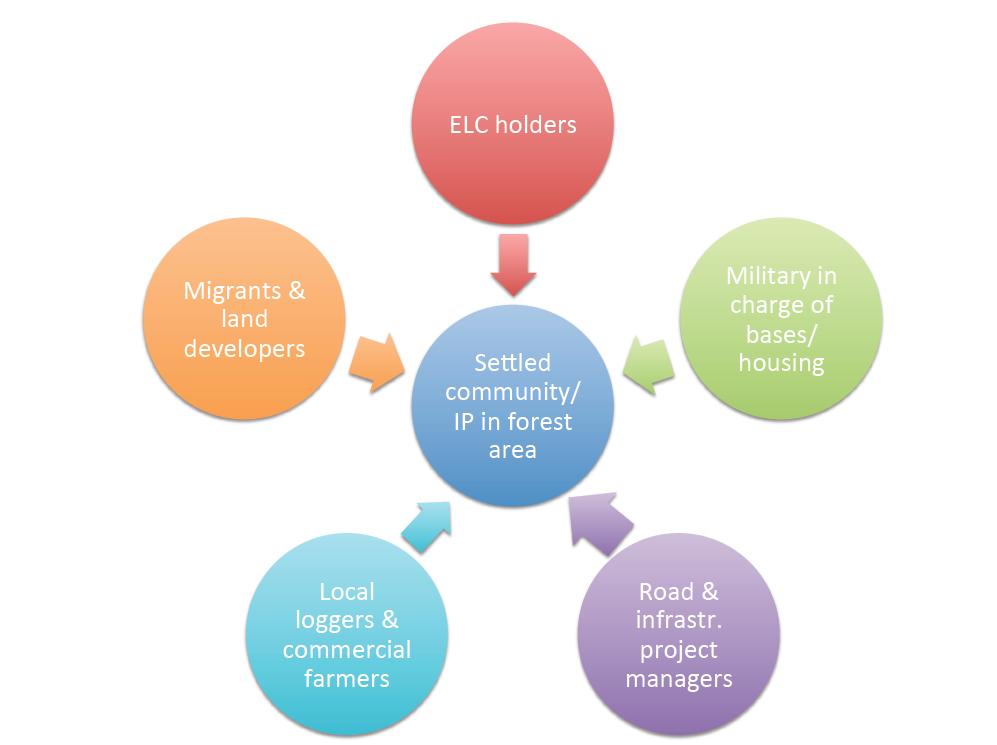 ELC holders
Migrants &
land
developers
Military in
charge of
bases/
housing
Settled
community/
IP in forest
area
Local
loggers &
commercial
farmers
Road &
infrastr.
project
managers